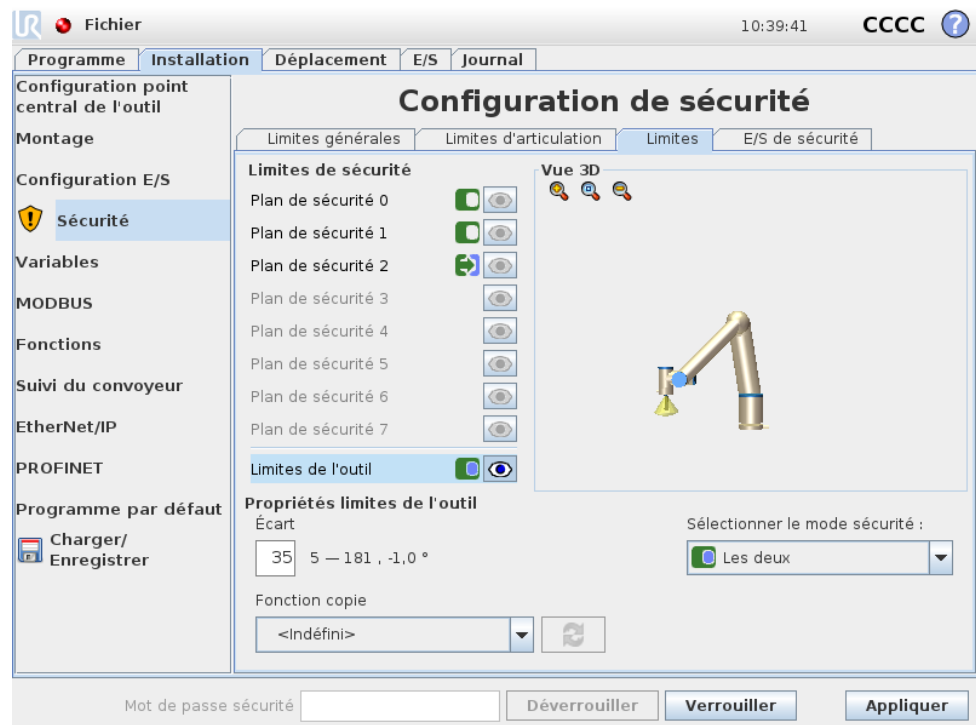 UR Fichier 10:39:41 CCCC ?
Programme Installation Déplacement E/S Journal
Configuration point
central de l'outil
Montage
Configuration E/S
Sécurité
Variables
MODBUS
Fonctions
Suivi du convoyeur
EtherNet/IP
PROFINET
Programme par défaut
Charger/
Enregistrer
Configuration de sécurité
Limites générales Limites d'articulation Limites E/S de sécurité
Limites de sécurité
Plan de sécurité 0
Plan de sécurité 1
Plan de sécurité 2
Plan de sécurité 3
Plan de sécurité 4
Plan de sécurité 5
Plan de sécurité 6
Plan de sécurité 7
Limites de l'outil
Vue 3D
Propriétés limites de l'outil
Écart
35 5 — 181 , -1,0 °
Sélectionner le mode sécurité :
Les deux
Fonction copie
<Indéfini>
Mot de passe sécurité Déverrouiller Verrouiller Appliquer